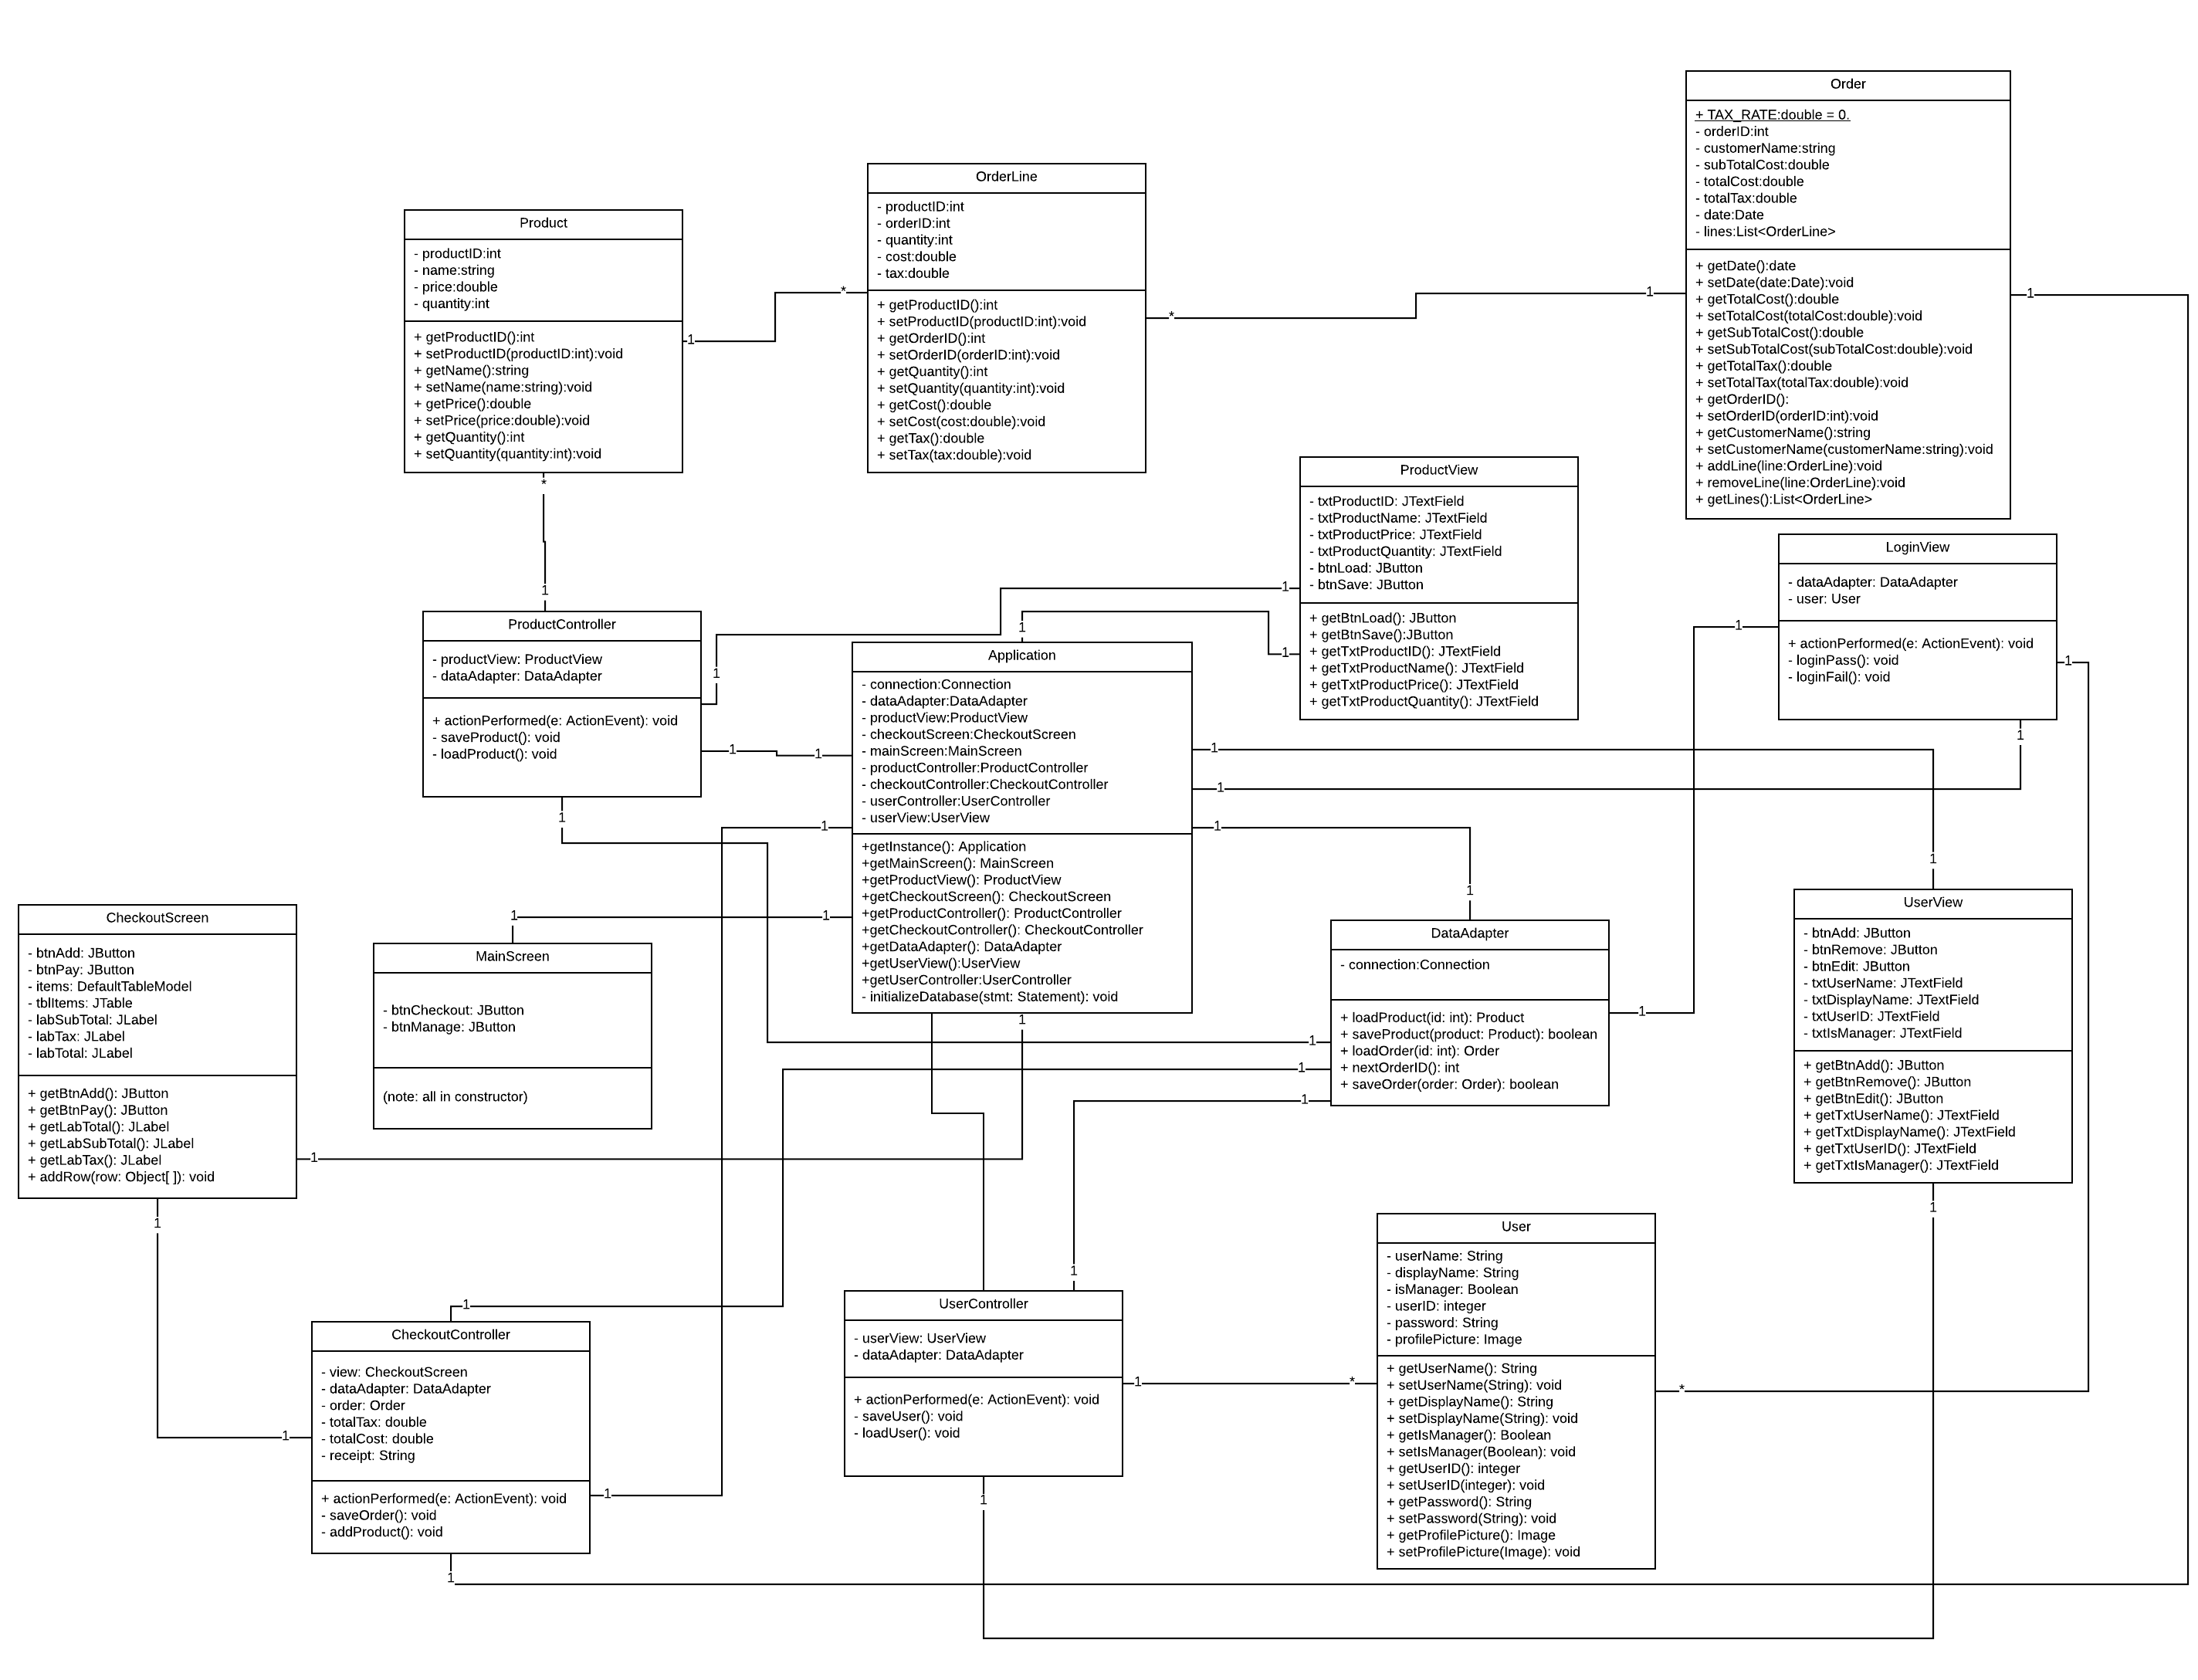 Order
+ TAX_RATE:double = 0.
- orderID:int
- customerName:string
- subTotalCost:double
- totalCost:double
- totalTax:double
- date:Date
- lines:List<OrderLine>
+ getDate():date
+ setDate(date:Date):void
+ getTotalCost():double
+ setTotalCost(totalCost:double):void
+ getSubTotalCost():double
+ setSubTotalCost(subTotalCost:double):void
+ getTotalTax():double
+ setTotalTax(totalTax:double):void
+ getOrderID():
+ setOrderID(orderID:int):void
+ getCustomerName():string
+ setCustomerName(customerName:string):void
+ addLine(line:OrderLine):void
+ removeLine(line:OrderLine):void
+ getLines():List<OrderLine>
1
1
OrderLine
- productID:int
- orderID:int
- quantity:int
- cost:double
- tax:double
+ getProductID():int
+ setProductID(productID:int):void
+ getOrderID():int
+ setOrderID(orderID:int):void
+ getQuantity():int
+ setQuantity(quantity:int):void
+ getCost():double
+ setCost(cost:double):void
+ getTax():double
+ setTax(tax:double):void
*
*
Product
- productID:int
- name:string
- price:double
- quantity:int
+ getProductID():int
+ setProductID(productID:int):void
+ getName():string
+ setName(name:string):void
+ getPrice():double
+ setPrice(price:double):void
+ getQuantity():int
+ setQuantity(quantity:int):void
1
*
ProductView
- txtProductID: JTextField
- txtProductName: JTextField
- txtProductPrice: JTextField
- txtProductQuantity: JTextField
- btnLoad: JButton
- btnSave: JButton
+ getBtnLoad(): JButton
+ getBtnSave():JButton
+ getTxtProductID(): JTextField
+ getTxtProductName(): JTextField
+ getTxtProductPrice(): JTextField
+ getTxtProductQuantity(): JTextField
1
1
LoginView
- dataAdapter: DataAdapter
- user: User
+ actionPerformed(e: ActionEvent): void
- loginPass(): void
- loginFail(): void
1
1
1
1
ProductController
- productView: ProductView
- dataAdapter: DataAdapter
+ actionPerformed(e: ActionEvent): void
- saveProduct(): void
- loadProduct(): void
1
1
1
1
Application
- connection:Connection
- dataAdapter:DataAdapter
- productView:ProductView
- checkoutScreen:CheckoutScreen
- mainScreen:MainScreen
- productController:ProductController
- checkoutController:CheckoutController
- userController:UserController
- userView:UserView
+getInstance(): Application
+getMainScreen(): MainScreen
+getProductView(): ProductView
+getCheckoutScreen(): CheckoutScreen
+getProductController(): ProductController
+getCheckoutController(): CheckoutController
+getDataAdapter(): DataAdapter
+getUserView():UserView
+getUserController:UserController
- initializeDatabase(stmt: Statement): void
1
1
1
1
1
1
1
CheckoutScreen
- btnAdd: JButton
- btnPay: JButton
- items: DefaultTableModel
- tblItems: JTable
- labSubTotal: JLabel
- labTax: JLabel
- labTotal: JLabel
+ getBtnAdd(): JButton
+ getBtnPay(): JButton
+ getLabTotal(): JLabel
+ getLabSubTotal(): JLabel
+ getLabTax(): JLabel
+ addRow(row: Object[ ]): void
1
1
1
MainScreen
- btnCheckout: JButton
- btnManage: JButton
(note: all in constructor)
1
DataAdapter
- connection:Connection
+ loadProduct(id: int): Product
+ saveProduct(product: Product): boolean
+ loadOrder(id: int): Order
+ nextOrderID(): int
+ saveOrder(order: Order): boolean
1
1
1
1
1
UserView
- btnAdd: JButton
- btnRemove: JButton
- btnEdit: JButton
- txtUserName: JTextField
- txtDisplayName: JTextField
- txtUserID: JTextField
- txtIsManager: JTextField
+ getBtnAdd(): JButton
+ getBtnRemove(): JButton
+ getBtnEdit(): JButton
+ getTxtUserName(): JTextField
+ getTxtDisplayName(): JTextField
+ getTxtUserID(): JTextField
+ getTxtIsManager(): JTextField
1
1
CheckoutController
- view: CheckoutScreen
- dataAdapter: DataAdapter
- order: Order
- totalTax: double
- totalCost: double
- receipt: String
+ actionPerformed(e: ActionEvent): void
- saveOrder(): void
- addProduct(): void
1
1
1
1
UserController
- userView: UserView
- dataAdapter: DataAdapter
+ actionPerformed(e: ActionEvent): void
- saveUser(): void
- loadUser(): void
1
1
*
User
- userName: String
- displayName: String
- isManager: Boolean
- userID: integer
- password: String
- profilePicture: Image
+ getUserName(): String
+ setUserName(String): void
+ getDisplayName(): String
+ setDisplayName(String): void
+ getIsManager(): Boolean
+ setIsManager(Boolean): void
+ getUserID(): integer
+ setUserID(integer): void
+ getPassword(): String
+ setPassword(String): void
+ getProfilePicture(): Image
+ setProfilePicture(Image): void
*